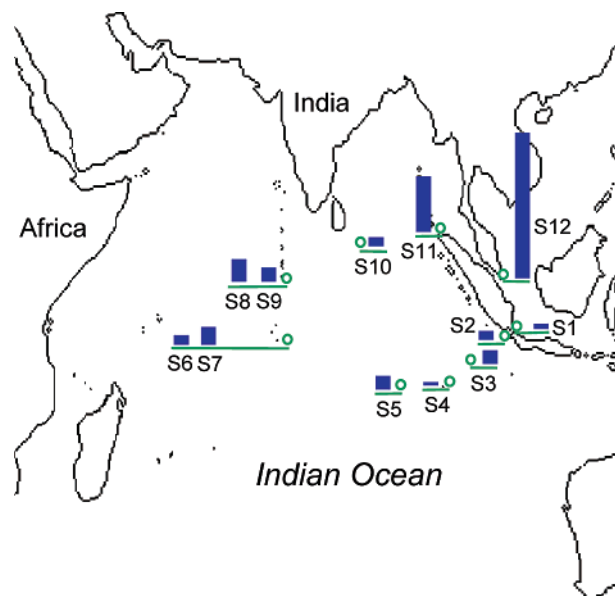 India
Africa
S12
S11
S10
S8 S9
S2
S1
S6 S7
S3
S5
S4
Indian Ocean